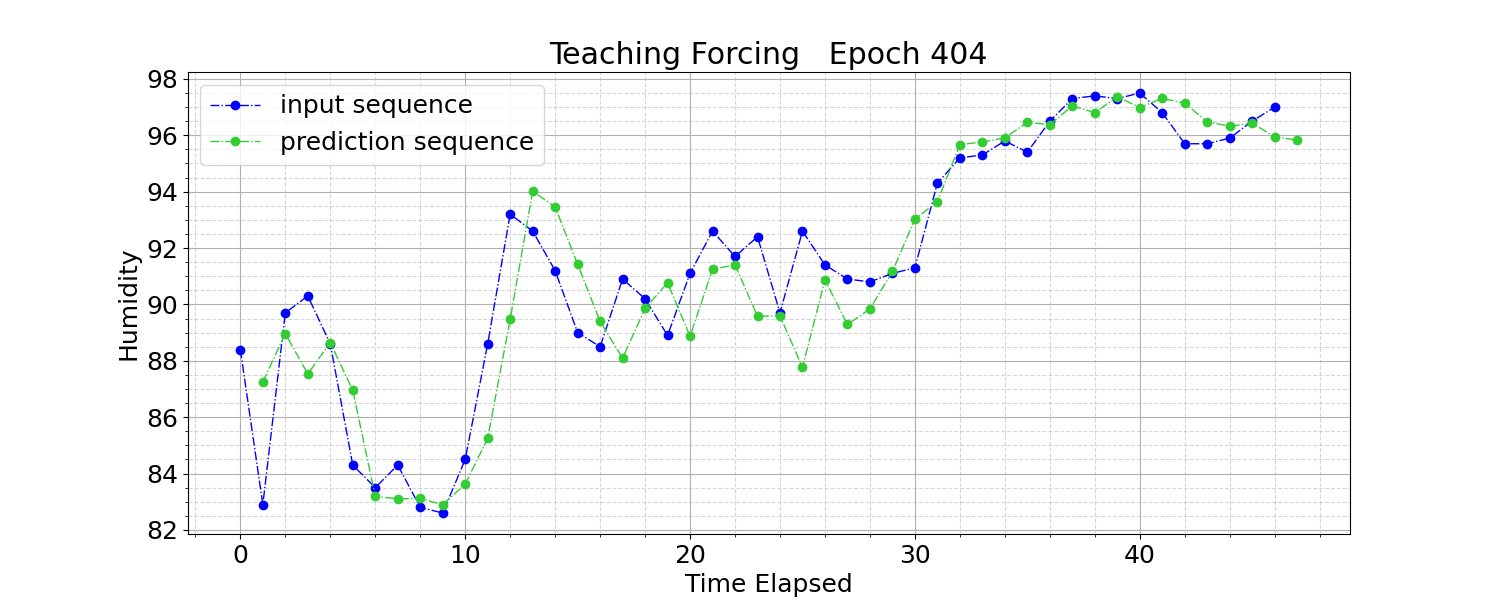 Teaching Forcing   Epoch 404
98
96
94
92
90
88
86
84
82
Humidity
input sequence
prediction sequence
0 10 20 30 40
Time Elapsed